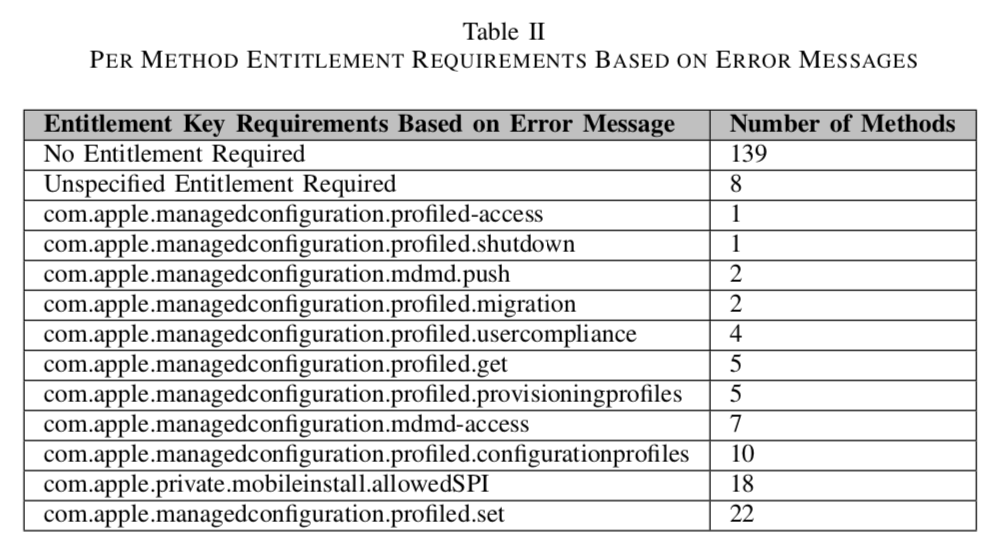 Table II
PER METHOD ENTITLEMENT REQUIREMENTS BASED ON ERROR MESSAGES
Entitlement Key Requirements Based on Error Message Number of Methods
No Entitlement Required 139
Unspecified Entitlement Required 8
com.apple.managedconfiguration.profiled-access 1
com.apple.managedconfiguration.profiled.shutdown 1
com.apple.managedconfiguration.mdmd.push 2
com.apple.managedconfiguration.profiled.migration 2
com.apple.managedconfiguration.profiled.usercompliance 4
com.apple.managedconfiguration.profiled.get 5
com.apple.managedconfiguration.profiled.provisioningprofiles 5
com.apple.managedconfiguration.mdmd-access 7
com.apple.managedconfiguration.profiled.configurationprofiles 10
com.apple.private.mobileinstall.allowedSPI 18
com.apple.managedconfiguration.profiled.set 22